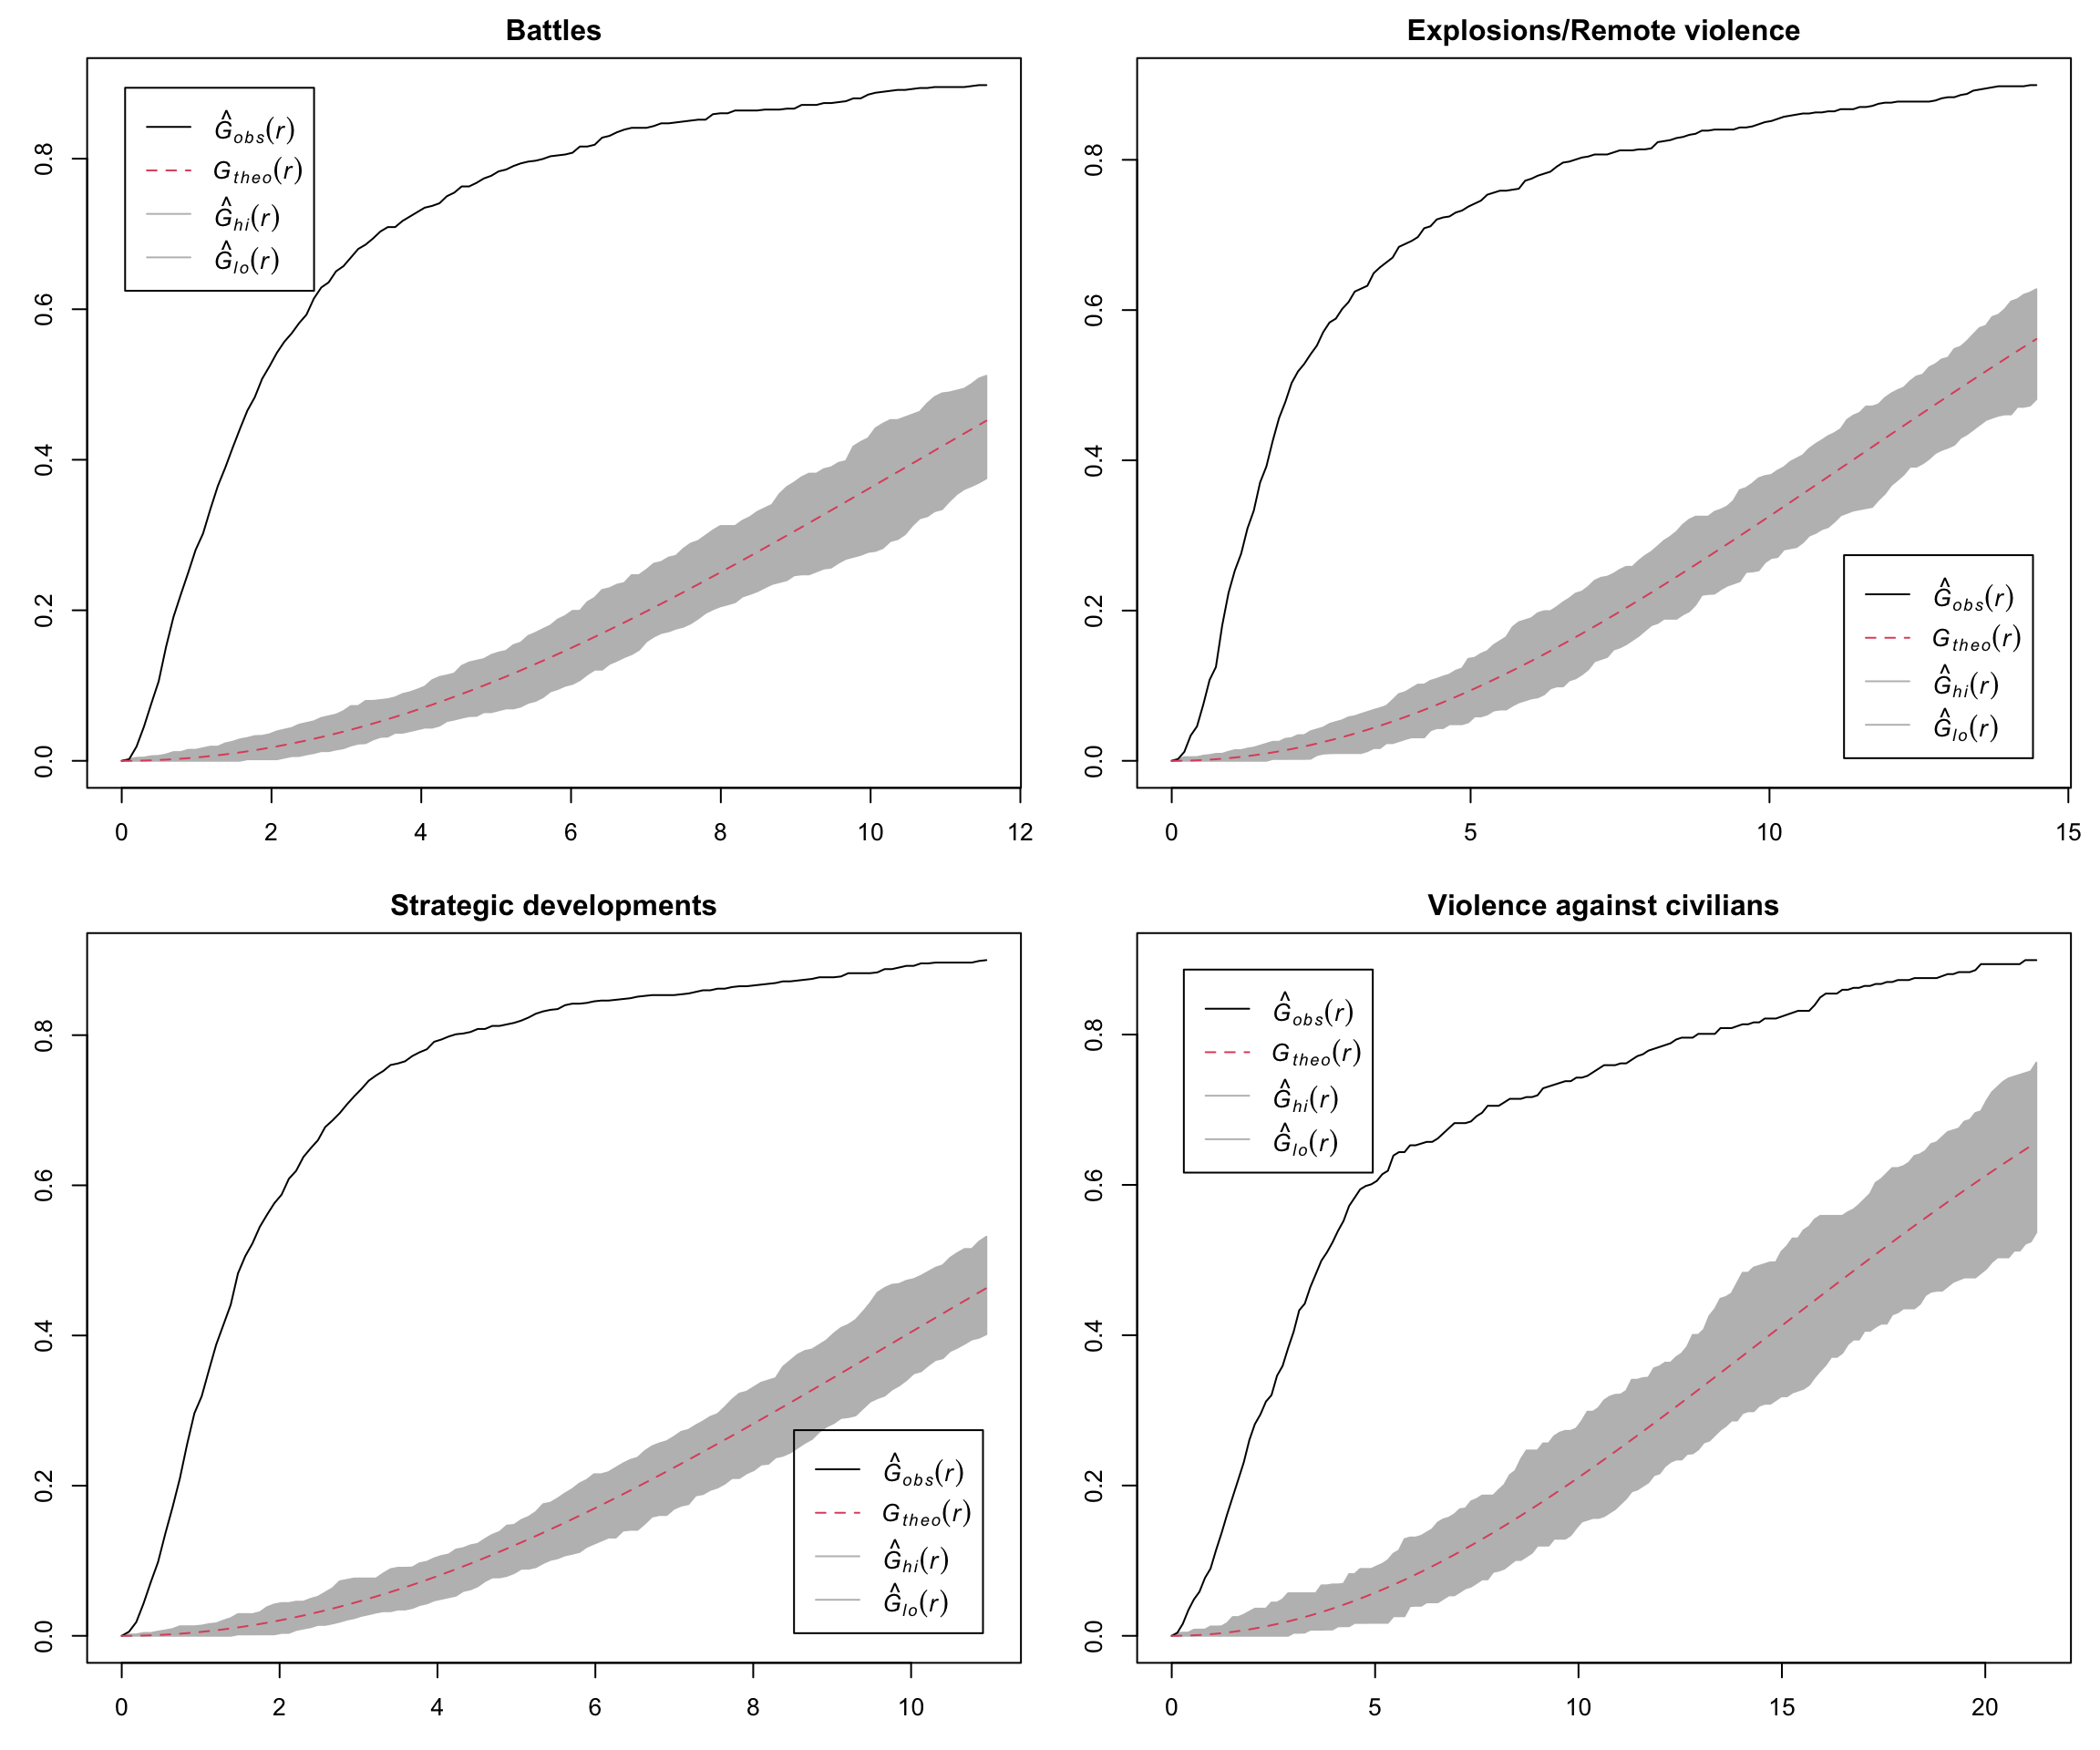 Battles
Ĝobs(r)
Gtheo(r)
Ĝhi(r)
Ĝlo(r)
0.0 0.2 0.4 0.6 0.8
0 2 4 6 8 10 12
Explosions/Remote violence
Ĝobs(r)
Gtheo(r)
Ĝhi(r)
Ĝlo(r)
0.0 0.2 0.4 0.6 0.8
0 5 10 15
Strategic developments
Ĝobs(r)
Gtheo(r)
Ĝhi(r)
Ĝlo(r)
0.0 0.2 0.4 0.6 0.8
0 2 4 6 8 10
Violence against civilians
Ĝobs(r)
Gtheo(r)
Ĝhi(r)
Ĝlo(r)
0.0 0.2 0.4 0.6 0.8
0 5 10 15 20